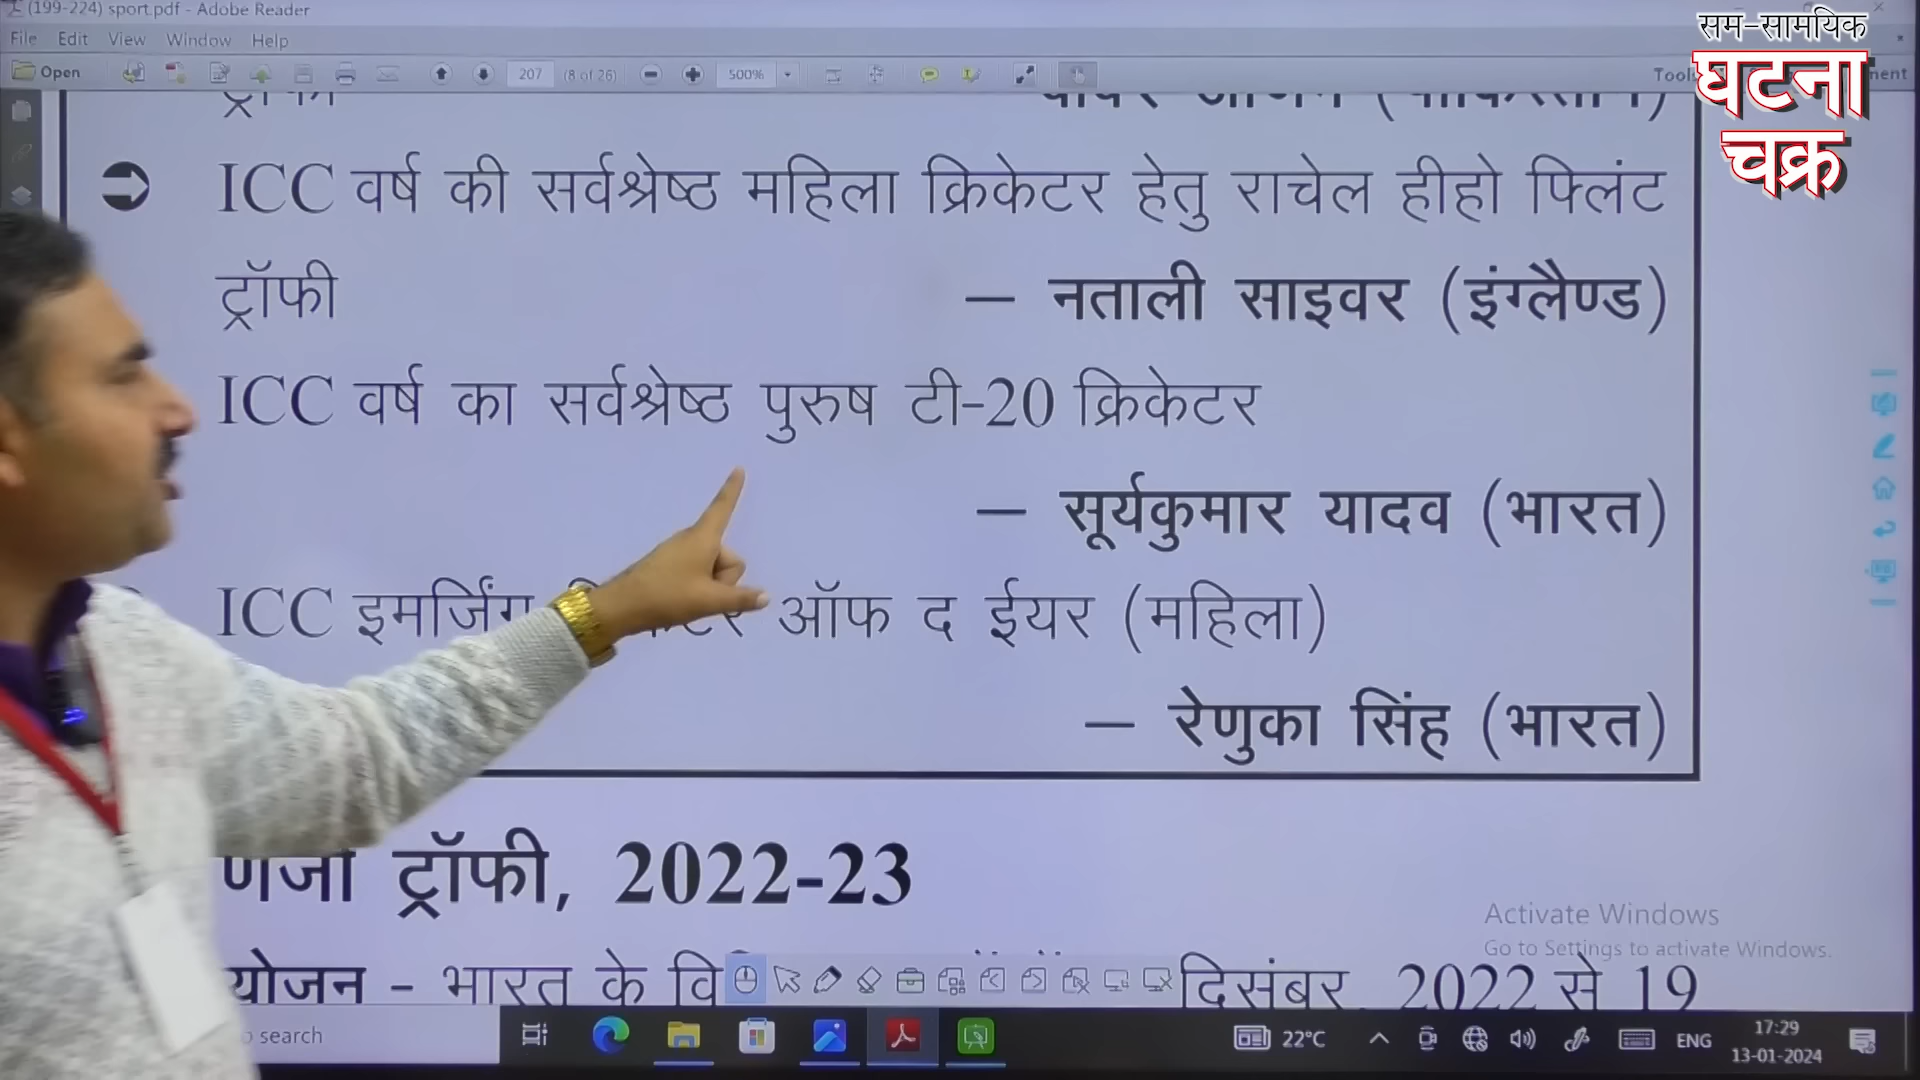 (199-224) sport.pdf - Adobe Reader
सम-सामयिक
घटना
चक्र
File Edit View Window Help
Open 207 (8 of 26) 500%
ICC वर्ष की सर्वश्रेष्ठ महिला क्रिकेटर हेतु राचेल हीहो फ्लिंट
ट्रॉफी – नताली साइवर (इंग्लैण्ड)
ICC वर्ष का सर्वश्रेष्ठ पुरुष टी-20 क्रिकेटर
– सूर्यकुमार यादव (भारत)
ICC इमर्जिंग ऑफ द ईयर (महिला)
– रेणुका सिंह (भारत)
ट्रॉफी, 2022-23
- भारत के दिसंबर, 2022 से 19
Activate Windows
Go to Settings to activate Windows.
search 22°C ENG 17:29
13-01-2024